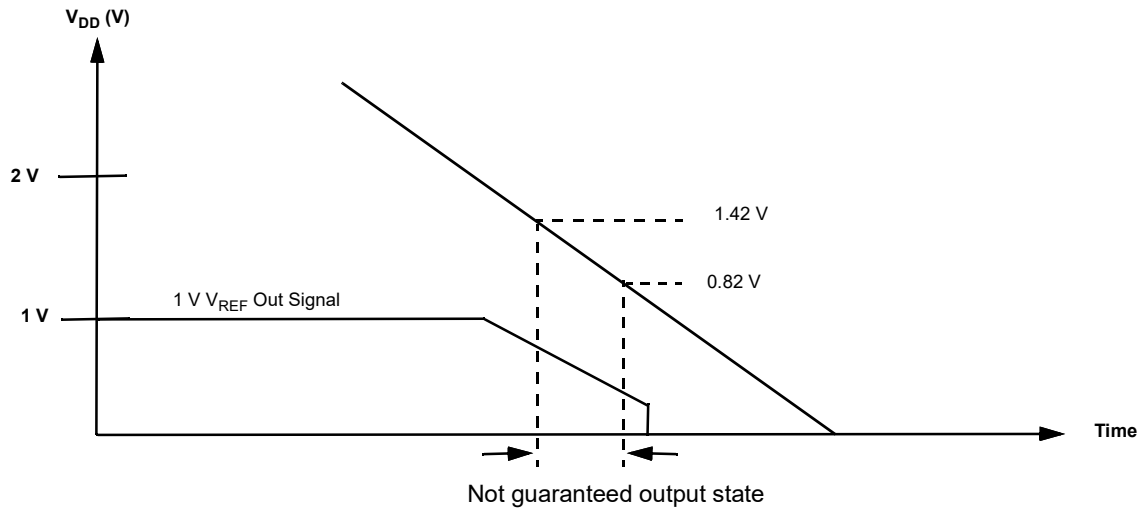 V_DD (V)
2 V
1.42 V
0.82 V
1 V V_REF Out Signal
1 V
Time
Not guaranteed output state